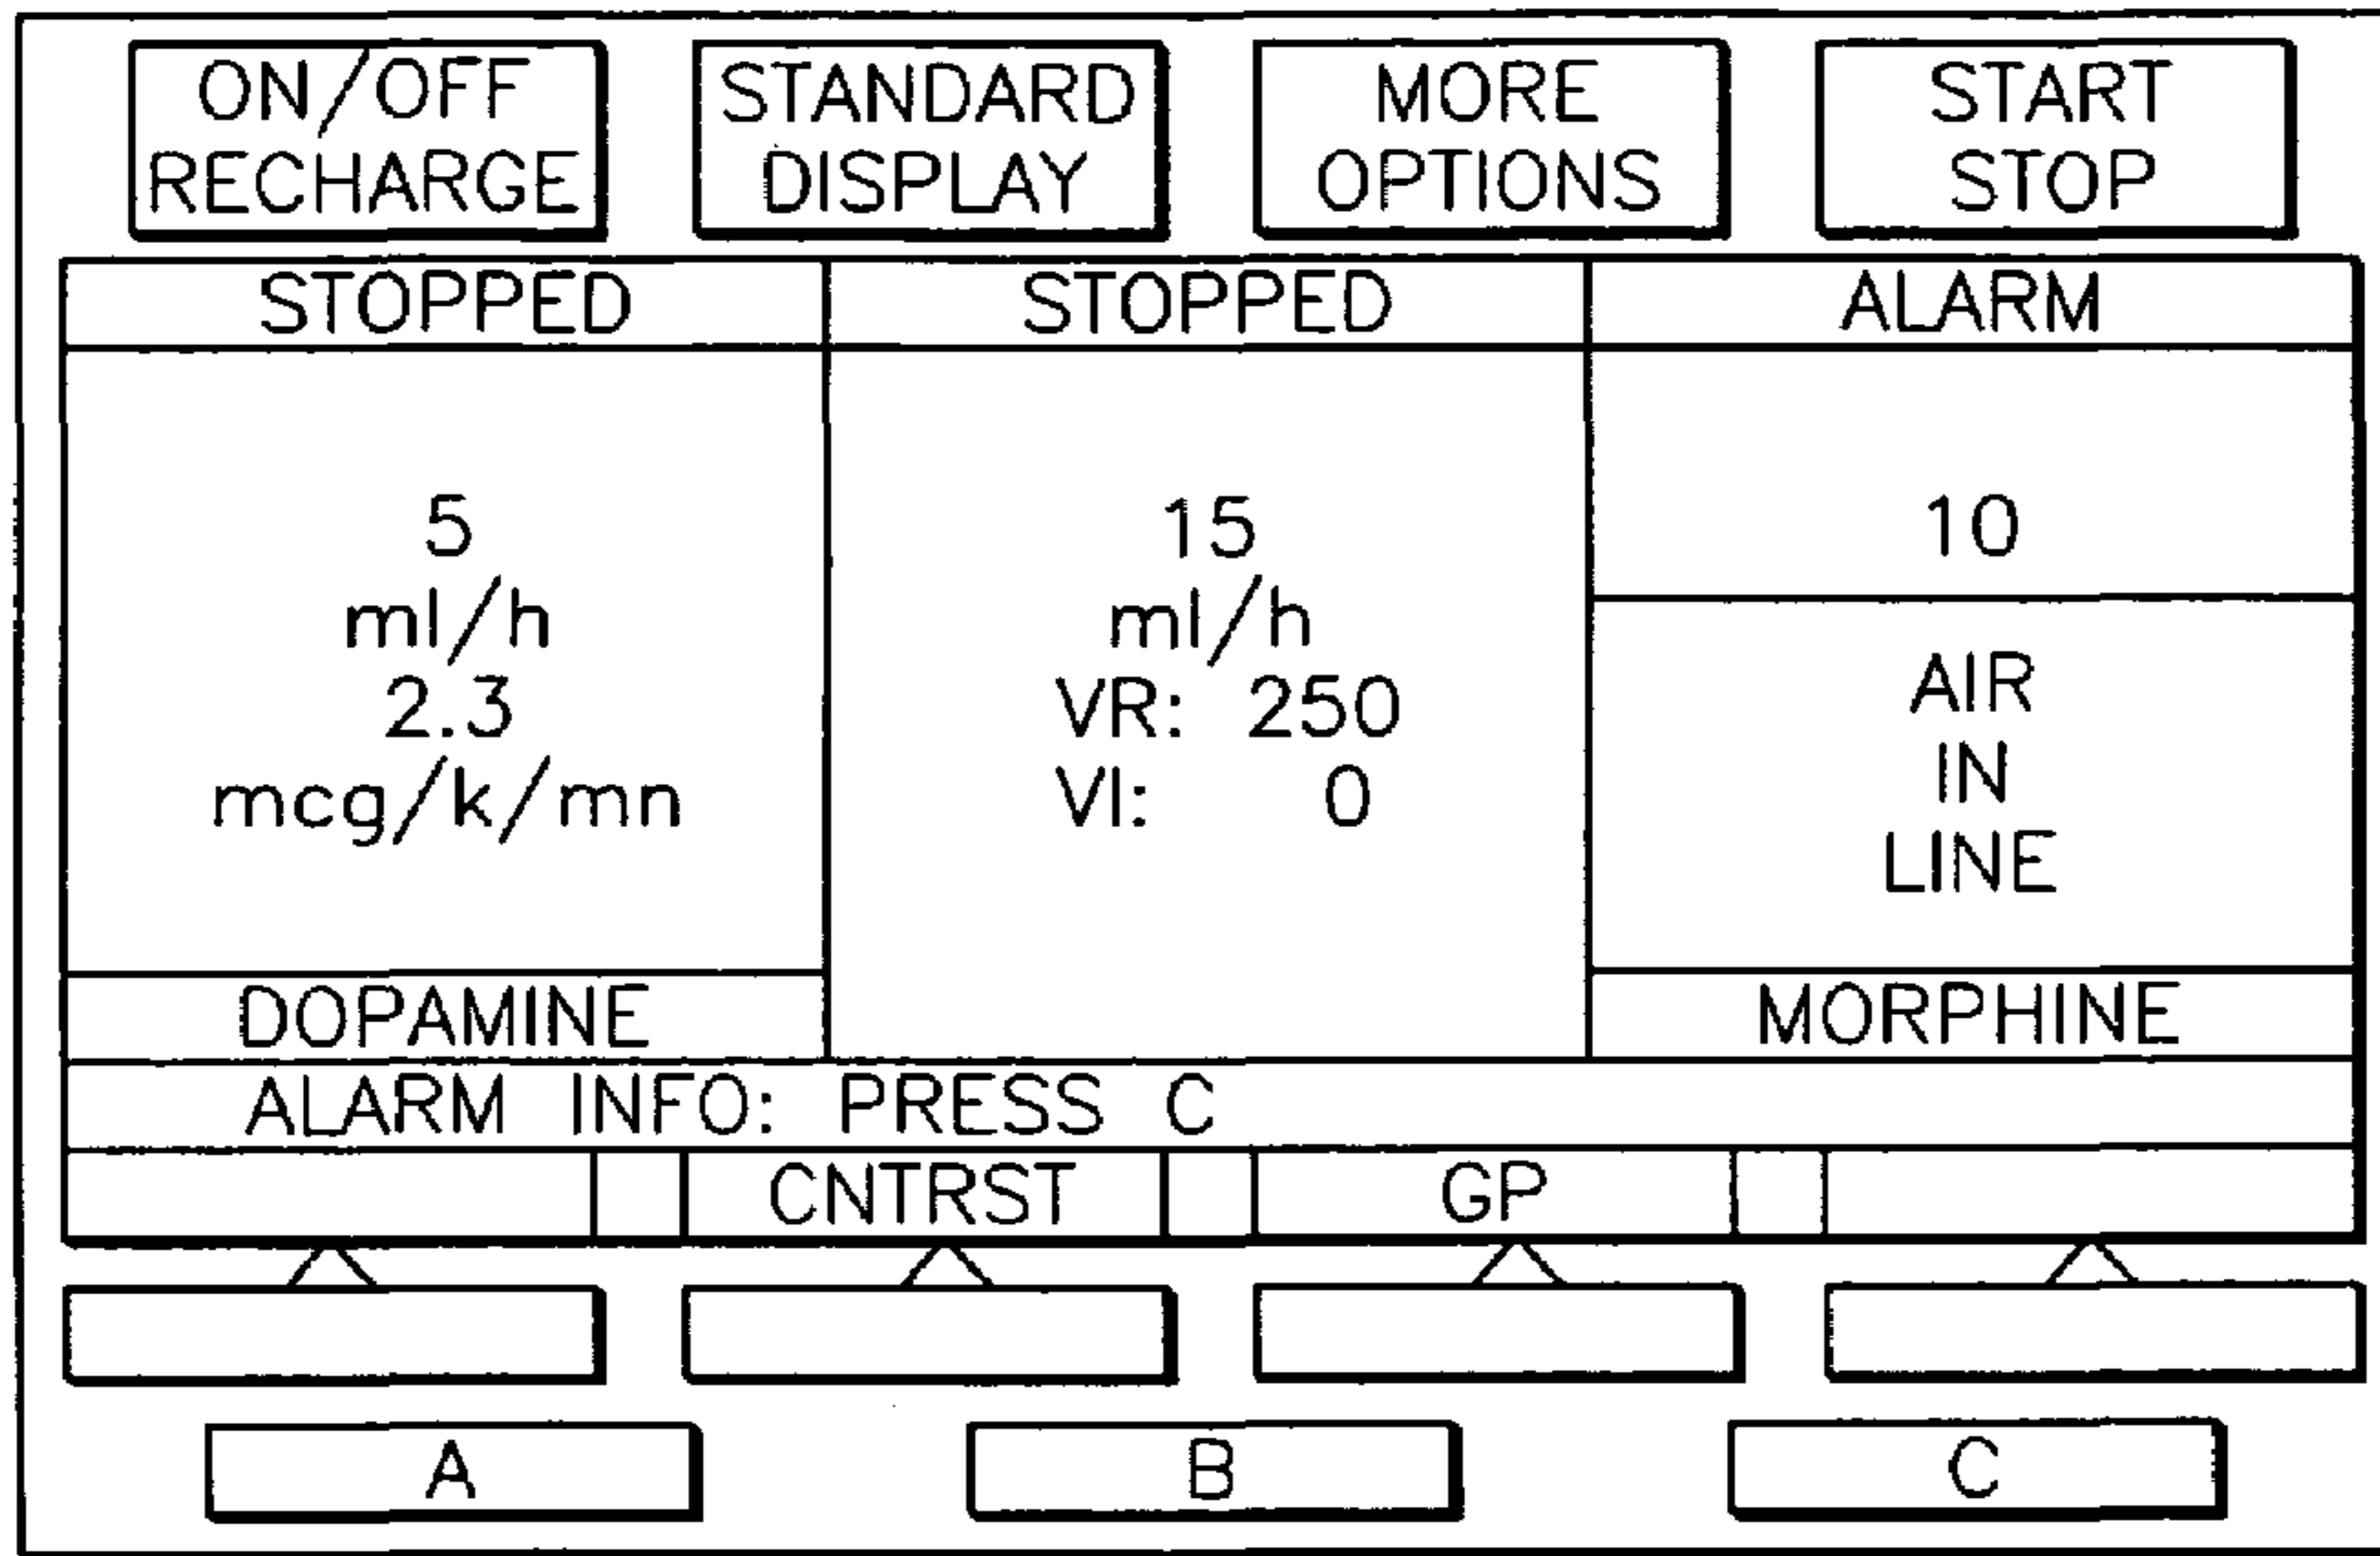 ON/OFF
RECHARGE
STANDARD
DISPLAY
MORE
OPTIONS
START
STOP
STOPPED
STOPPED
ALARM
5
ml/h
2.3
mcg/k/mn
DOPAMINE
15
ml/h
VR: 250
VI: 0
10
AIR
IN
LINE
MORPHINE
ALARM INFO: PRESS C
CNTRST
GP
A
B
C